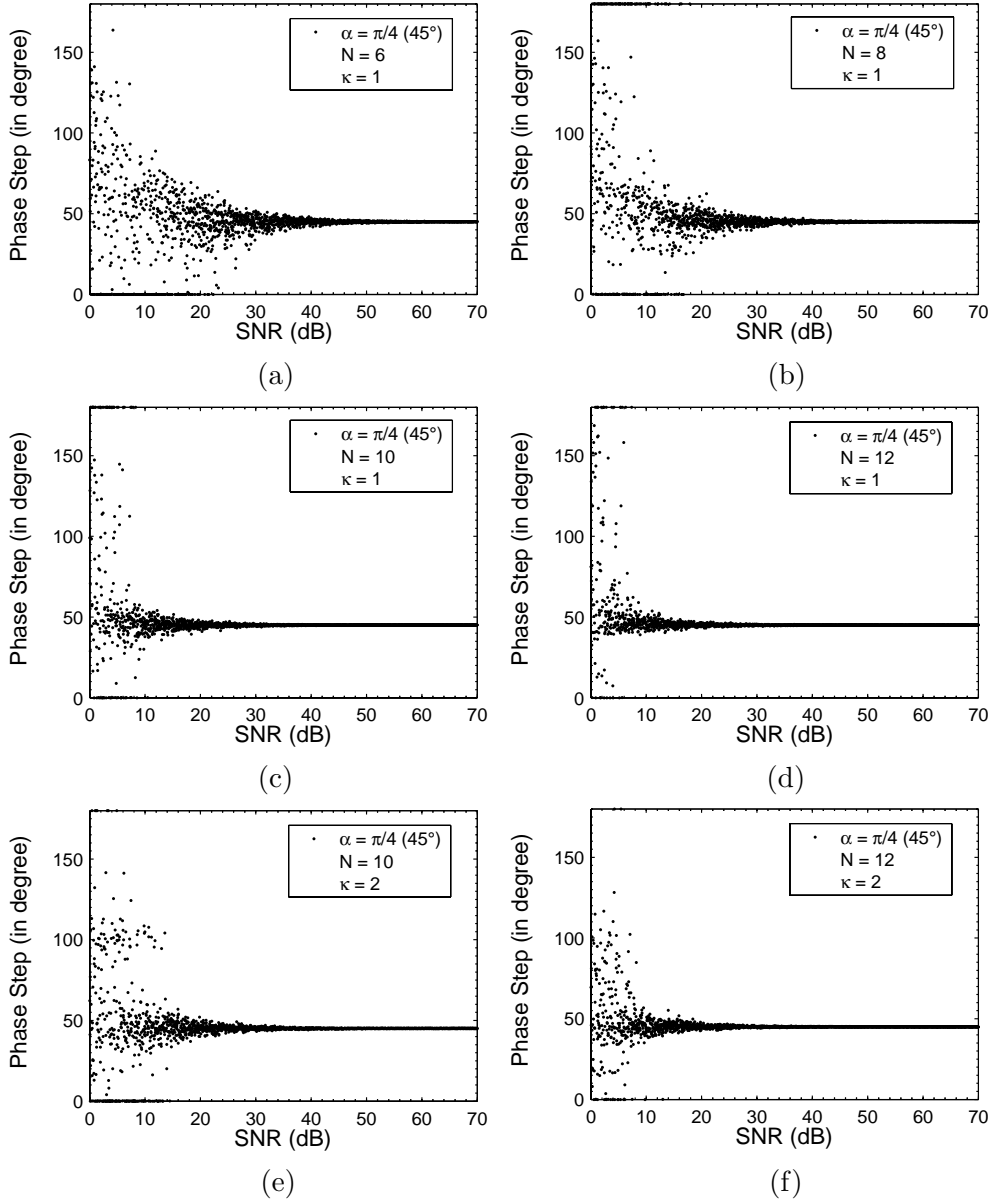 Phase Step (in degree)
150
100
50
0
α = π/4 (45°)
N = 6
κ = 1
0 10 20 30 40 50 60 70
SNR (dB)
(a)
Phase Step (in degree)
150
100
50
0
α = π/4 (45°)
N = 8
κ = 1
0 10 20 30 40 50 60 70
SNR (dB)
(b)
Phase Step (in degree)
150
100
50
0
α = π/4 (45°)
N = 10
κ = 1
0 10 20 30 40 50 60 70
SNR (dB)
(c)
Phase Step (in degree)
150
100
50
0
α = π/4 (45°)
N = 12
κ = 1
0 10 20 30 40 50 60 70
SNR (dB)
(d)
Phase Step (in degree)
150
100
50
0
α = π/4 (45°)
N = 10
κ = 2
0 10 20 30 40 50 60 70
SNR (dB)
(e)
Phase Step (in degree)
150
100
50
0
α = π/4 (45°)
N = 12
κ = 2
0 10 20 30 40 50 60 70
SNR (dB)
(f)